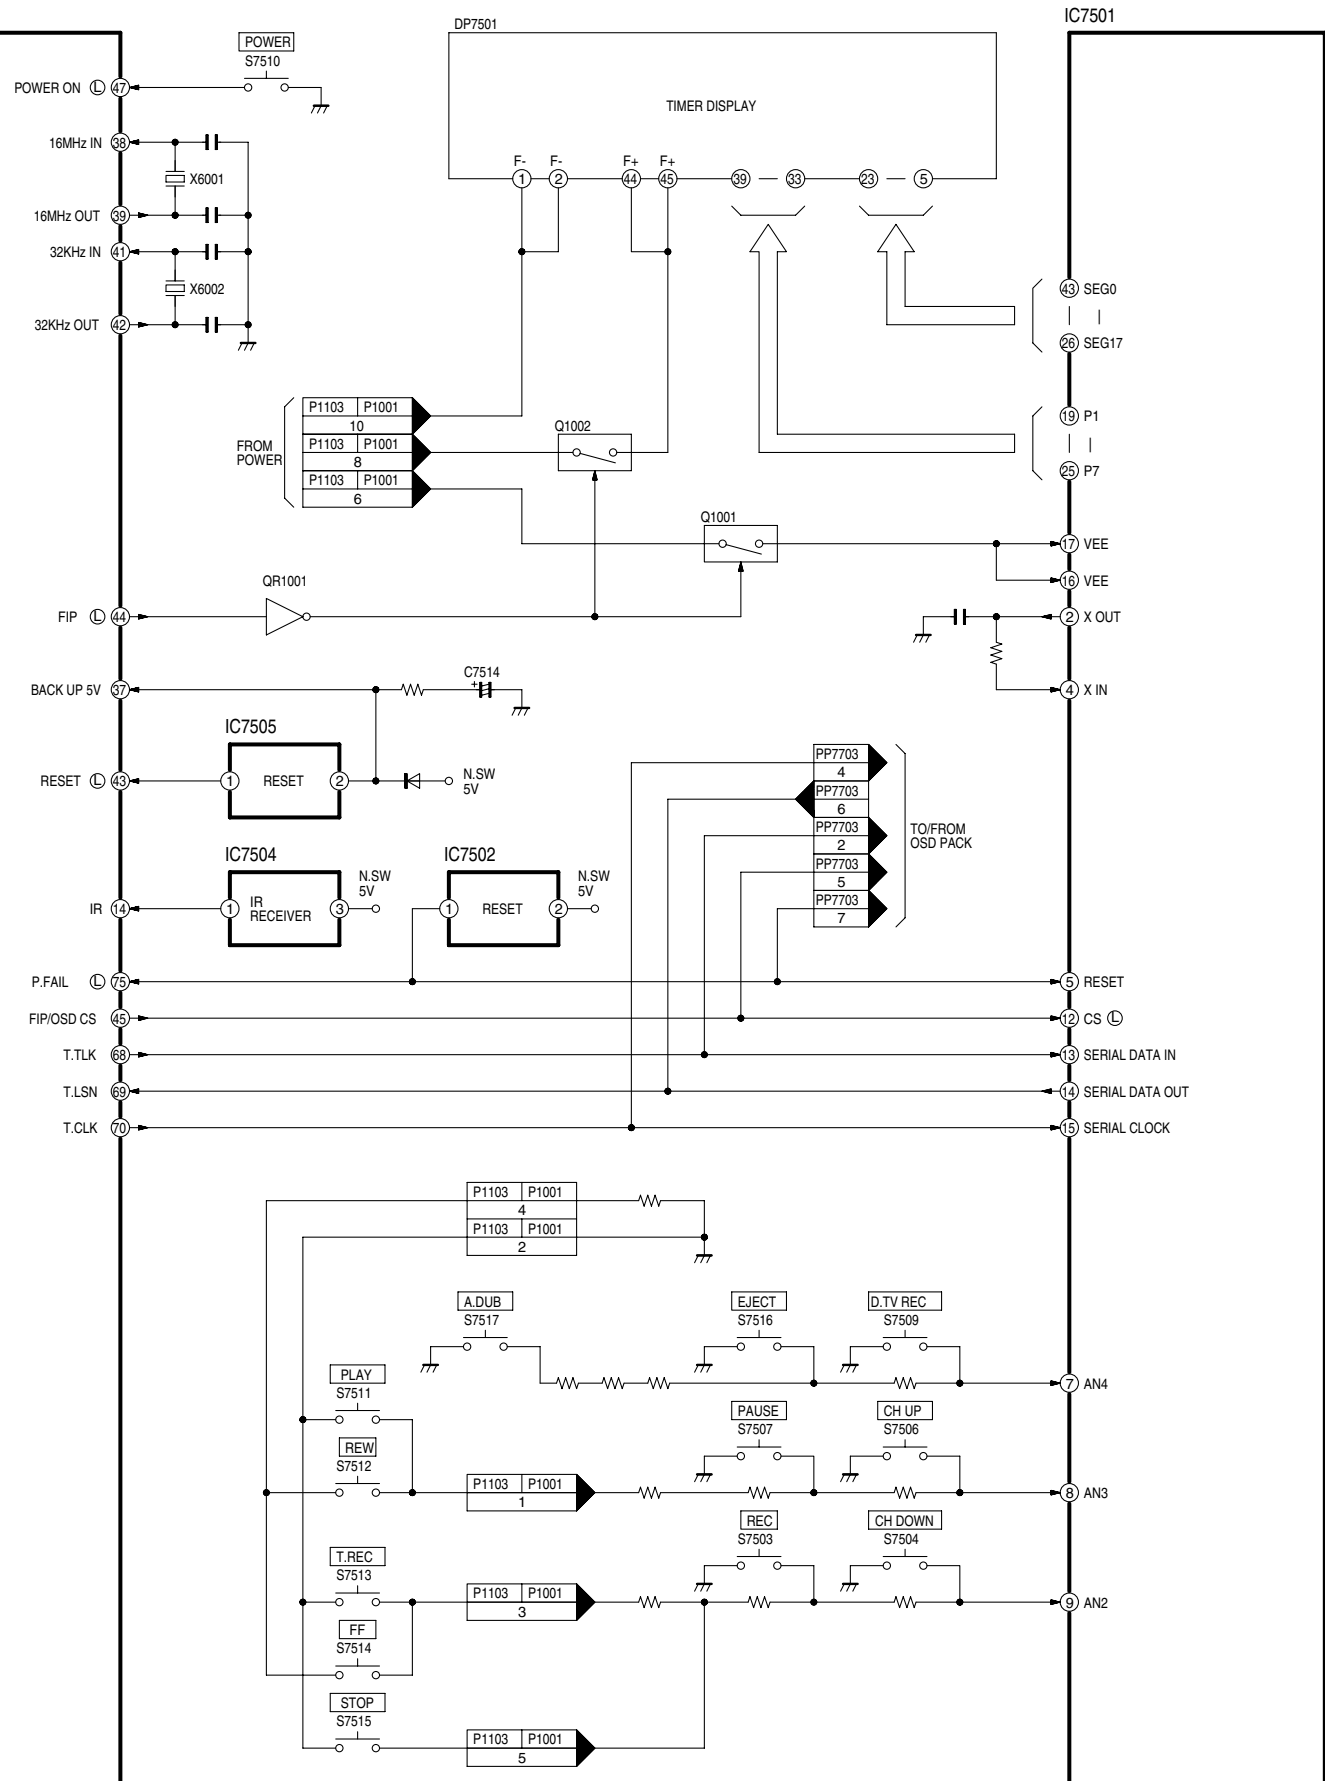 IC7501
DP7501
TIMER DISPLAY
F- F- F+ F+
1 2 44 45 39 — 33 23 — 5
POWER
S7510
POWER ON Ⓛ 47
16MHz IN 38
X6001
16MHz OUT 39
32KHz IN 41
X6002
32KHz OUT 42
43 SEG0
26 SEG17
19 P1
25 P7
FROM
POWER
P1103 P1001
10
P1103 P1001
8
P1103 P1001
6
Q1002
Q1001
17 VEE
16 VEE
QR1001
FIP Ⓛ 44
2 X OUT
4 X IN
BACK UP 5V 37
C7514
+
IC7505
RESET Ⓛ 43
1 RESET 2
N.SW
5V
PP7703
4
PP7703
6
PP7703
2
PP7703
5
PP7703
7
TO/FROM
OSD PACK
IC7504
IR 14
1 IR
RECEIVER 3
N.SW
5V
IC7502
1 RESET 2
N.SW
5V
P.FAIL Ⓛ 75
5 RESET
FIP/OSD CS 45
12 CS Ⓛ
T.TLK 68
13 SERIAL DATA IN
T.LSN 69
14 SERIAL DATA OUT
T.CLK 70
15 SERIAL CLOCK
P1103 P1001
4
P1103 P1001
2
A.DUB
S7517
EJECT
S7516
D.TV REC
S7509
7 AN4
PLAY
S7511
PAUSE
S7507
CH UP
S7506
REW
S7512
P1103 P1001
1
8 AN3
REC
S7503
CH DOWN
S7504
T.REC
S7513
P1103 P1001
3
9 AN2
FF
S7514
STOP
S7515
P1103 P1001
5